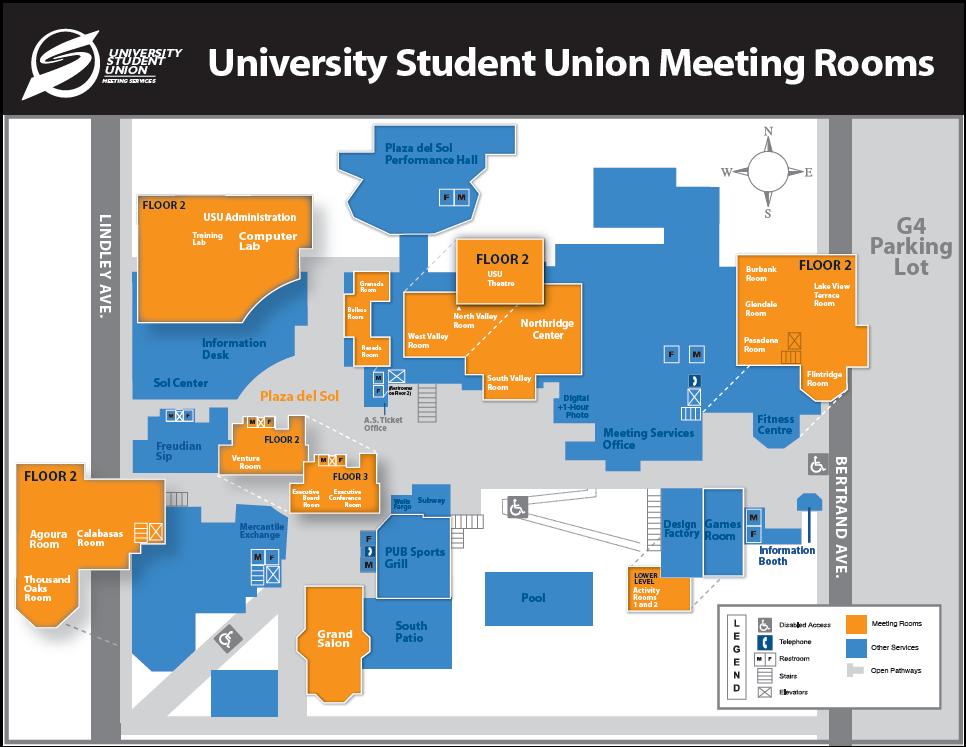 UNIVERSITY
STUDENT
UNION
MEETING SERVICES
University Student Union Meeting Rooms
N
W E
S
LINDLEY AVE.
BERTRAND AVE.
G4
Parking
Lot
Plaza del Sol
Performance Hall
F M
FLOOR 2
USU Administration
Training
Lab
Computer
Lab
Information
Desk
Sol Center
Granada
Room
Balboa
Room
Reseda
Room
FLOOR 2
USU
Theatre
North Valley
Room
West Valley
Room
Northridge
Center
South Valley
Room
M
F
(Restrooms
on Floor 2)
A.S. Ticket
Office
Plaza del Sol
FLOOR 2
Burbank
Room
Lake View
Terrace
Room
Glendale
Room
Pasadena
Room
Flintridge
Room
F M
Digital
+1-Hour
Photo
Meeting Services
Office
Fitness
Centre
M F
Freudian
Sip
M F
FLOOR 2
Ventura
Room
M F
FLOOR 3
Executive
Board
Room
Executive
Conference
Room
FLOOR 2
Agoura
Room
Calabasas
Room
Thousand
Oaks
Room
Mercantile
Exchange
M F
Wells
Fargo
Subway
F
M
PUB Sports
Grill
South
Patio
Grand
Salon
Pool
Design
Factory
Games
Room
M
F
Information
Booth
LOWER
LEVEL
Activity
Rooms
1 and 2
LEGEND
Disabled Access
Telephone
M F Restroom
Stairs
Elevators
Meeting Rooms
Other Services
Open Pathways